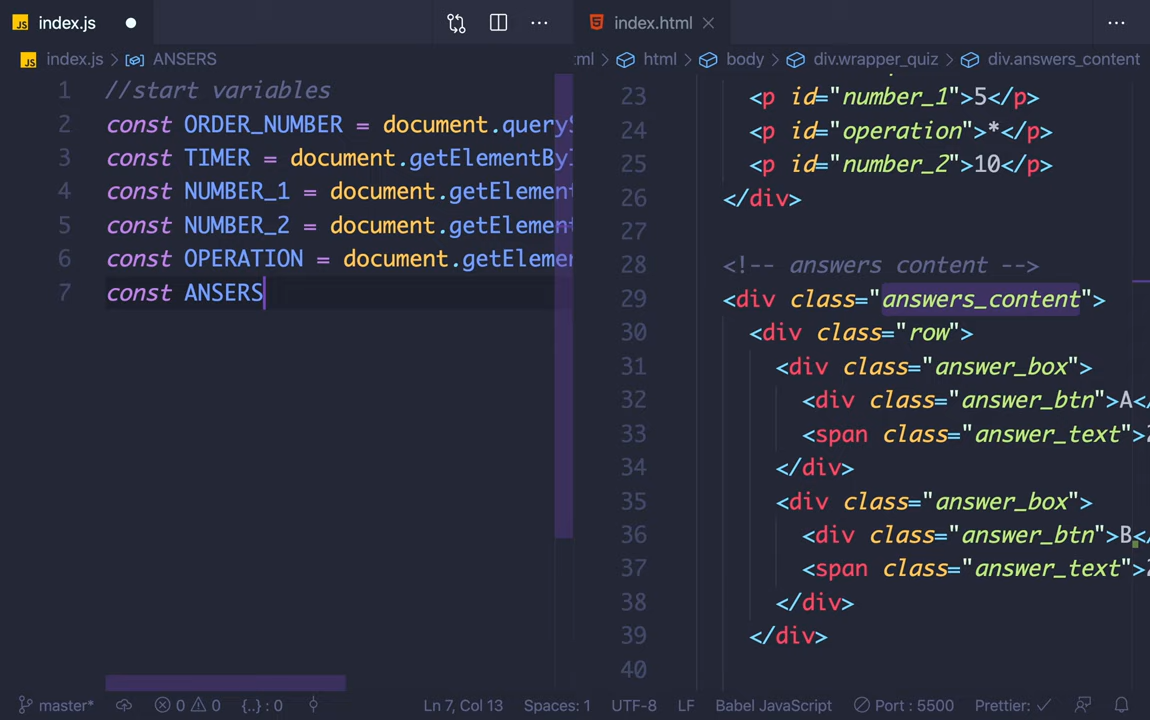 JS index.js
index.html
index.js > ANSERS
ml > html > body > div.wrapper_quiz > div.answers_content
1 //start variables
2 const ORDER_NUMBER = document.queryS
3 const TIMER = document.getElementByI
4 const NUMBER_1 = document.getElement
5 const NUMBER_2 = document.getElement
6 const OPERATION = document.getElemen
7 const ANSERS
23 <p id="number_1">5</p>
24 <p id="operation">*</p>
25 <p id="number_2">10</p>
26 </div>
27
28 <!-- answers content -->
29 <div class="answers_content">
30 <div class="row">
31 <div class="answer_box">
32 <div class="answer_btn">A</
33 <span class="answer_text">
34 </div>
35 <div class="answer_box">
36 <div class="answer_btn">B</
37 <span class="answer_text">
38 </div>
39 </div>
40
master* 0 0 {..} : 0 Ln 7, Col 13 Spaces: 1 UTF-8 LF Babel JavaScript Port : 5500 Prettier: ✓